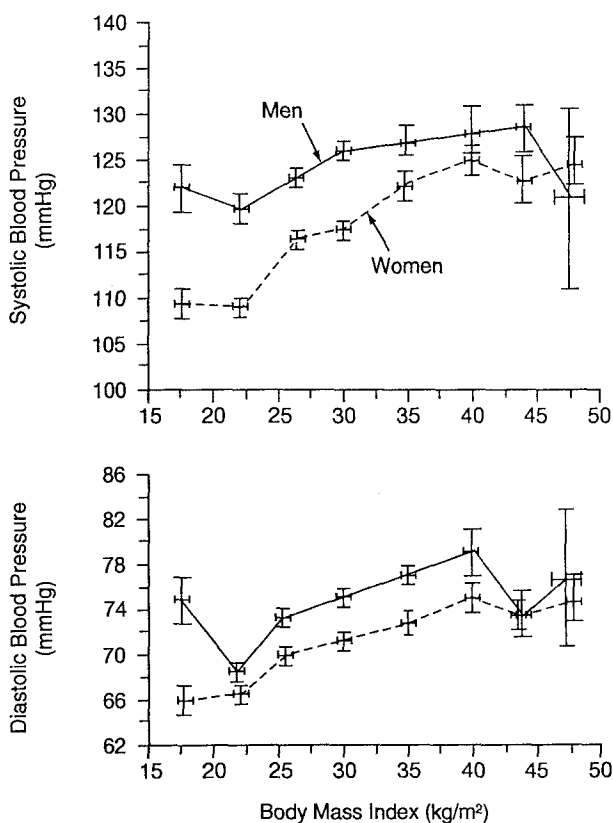 140
135
130
125
120
115
110
105
100
Systolic Blood Pressure
(mmHg)
Men
Women
15 20 25 30 35 40 45 50
86
82
78
74
70
66
62
Diastolic Blood Pressure
(mmHg)
15 20 25 30 35 40 45 50
Body Mass Index (kg/m²)